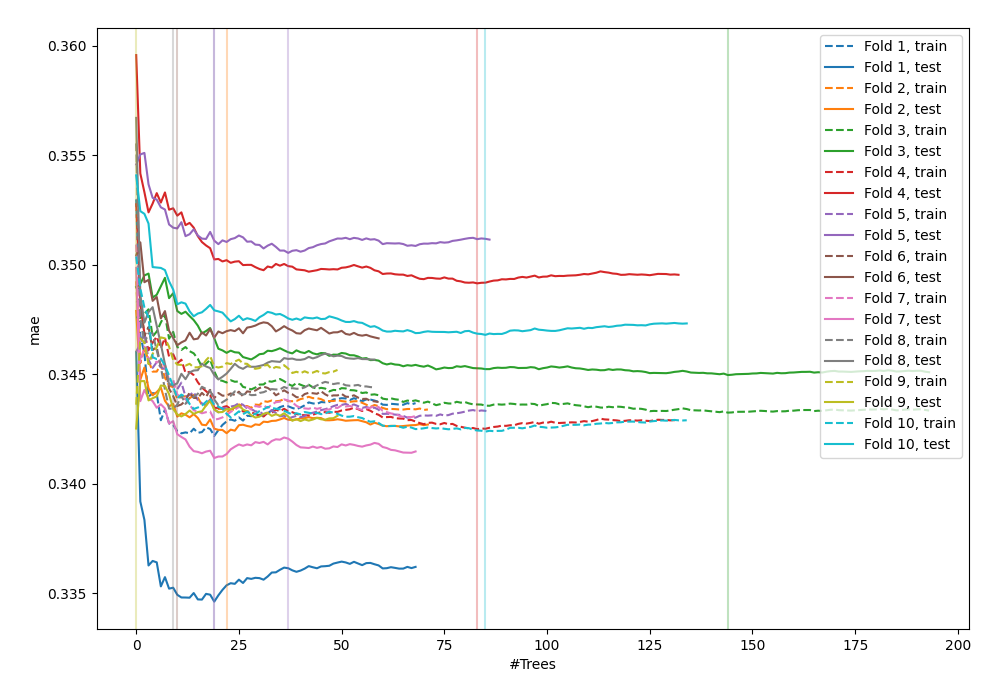 0.360
0.355
0.350
0.345
0.340
0.335
mae
0
25
50
75
100
125
150
175
200
#Trees
Fold 1, train
Fold 1, test
Fold 2, train
Fold 2, test
Fold 3, train
Fold 3, test
Fold 4, train
Fold 4, test
Fold 5, train
Fold 5, test
Fold 6, train
Fold 6, test
Fold 7, train
Fold 7, test
Fold 8, train
Fold 8, test
Fold 9, train
Fold 9, test
Fold 10, train
Fold 10, test